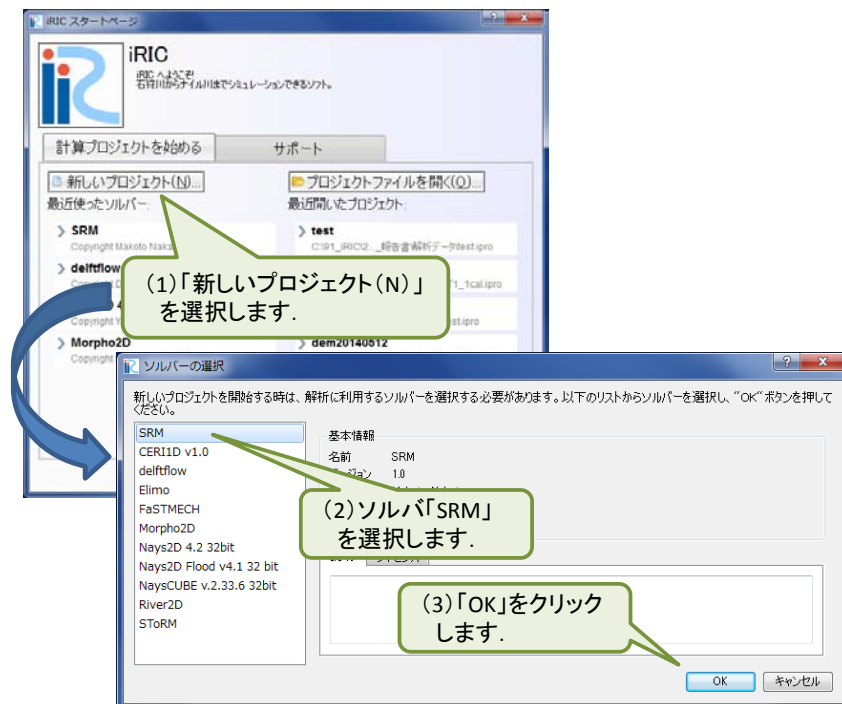 iRIC スタートページ
iRIC
iRIC へようこそ!
石狩川からナイル川までシミュレーションできるソフト。
計算プロジェクトを始める
サポート
新しいプロジェクト(N)...
プロジェクトファイルを開く(O)...
最近使ったソルバー:
最近開いたプロジェクト:
SRM
Copyright Makoto Naka
test
delftflow
Copyright
(1)「新しいプロジェクト(N)」
を選択します.
1_1cal.ipro
Copyright
st.ipro
Morpho2D
Copyright
dem20140612
ソルバーの選択
新しいプロジェクトを開始する時は、解析に利用するソルバーを選択する必要があります。以下のリストからソルバーを選択し、"OK"ボタンを押して
ください。
SRM
CERI1D v1.0
delftflow
Elimo
FaSTMECH
Morpho2D
Nays2D 4.2 32bit
Nays2D Flood v4.1 32 bit
NaysCUBE v.2.33.6 32bit
River2D
SToRM
基本情報
名前 SRM
1.0
(2)ソルバ「SRM」
を選択します.
(3)「OK」をクリック
します.
OK
キャンセル